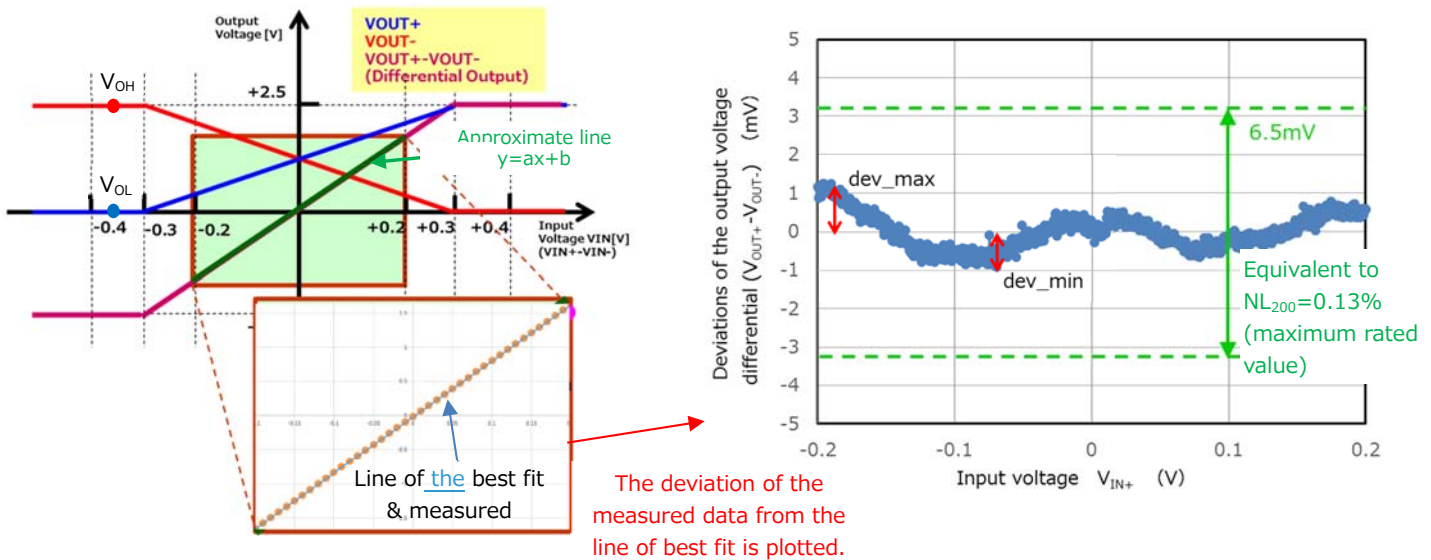 Output
Voltage [V]
VOUT+
VOUT-
VOUT+-VOUT-
(Differential Output)
VOH
VOL
+2.5
Approximate line
y=ax+b
-0.4
-0.3
-0.2
+0.2
+0.3
+0.4
Input
Voltage VIN[V]
(VIN+-VIN-)
Line of the best fit
& measured
The deviation of the
measured data from the
line of best fit is plotted.
Deviations of the output voltage
differential (VOUT+-VOUT-) (mV)
5
4
3
2
1
0
-1
-2
-3
-4
-5
dev_max
dev_min
6.5mV
Equivalent to
NL200=0.13%
(maximum rated
value)
-0.2
-0.1
0
0.1
0.2
Input voltage VIN+ (V)